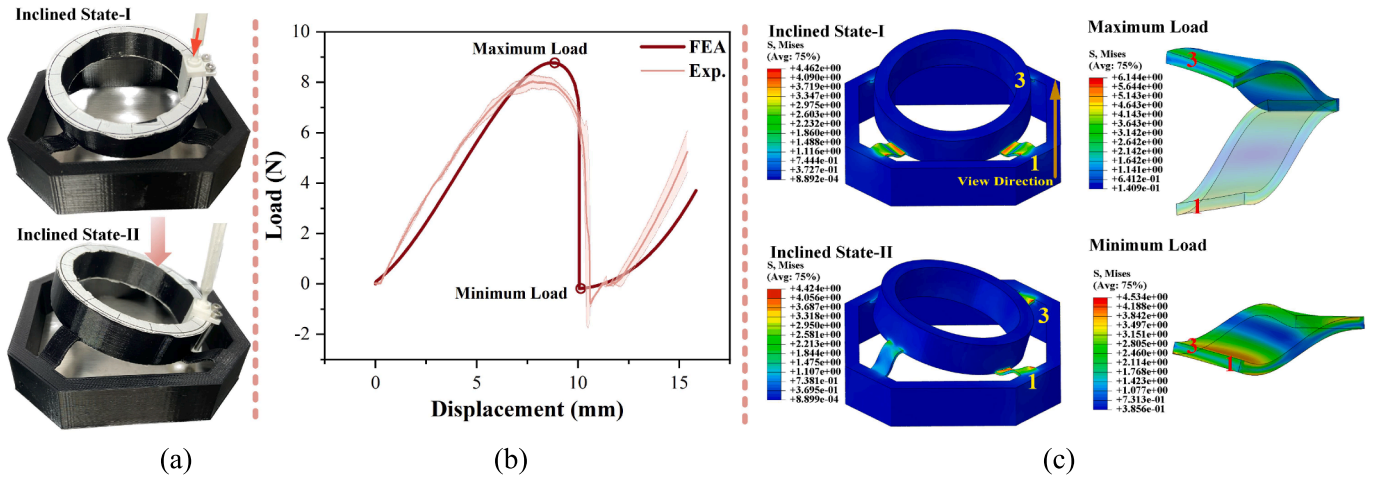 Inclined State-I
Inclined State-II
(a)
Load (N)
10
8
6
4
2
0
-2
Maximum Load
FEA
Exp.
Minimum Load
0
5
10
15
Displacement (mm)
(b)
Inclined State-I
S, Mises
(Avg: 75%)
+4.462e+00
+4.090e+00
+3.719e+00
+3.347e+00
+2.975e+00
+2.603e+00
+2.232e+00
+1.860e+00
+1.488e+00
+1.116e+00
+7.444e-01
+3.727e-01
+8.892e-04
3
1
View Direction
Maximum Load
S, Mises
(Avg: 75%)
+6.144e+00
+5.644e+00
+5.143e+00
+4.643e+00
+4.143e+00
+3.643e+00
+3.142e+00
+2.642e+00
+2.142e+00
+1.642e+00
+1.141e+00
+6.412e-01
+1.409e-01
3
1
Inclined State-II
S, Mises
(Avg: 75%)
+4.424e+00
+4.056e+00
+3.687e+00
+3.318e+00
+2.950e+00
+2.581e+00
+2.213e+00
+1.844e+00
+1.475e+00
+1.107e+00
+7.381e-01
+3.695e-01
+8.899e-04
3
1
Minimum Load
S, Mises
(Avg: 75%)
+4.534e+00
+4.188e+00
+3.842e+00
+3.497e+00
+3.151e+00
+2.805e+00
+2.460e+00
+2.114e+00
+1.768e+00
+1.423e+00
+1.077e+00
+7.313e-01
+3.856e-01
3
1
(c)